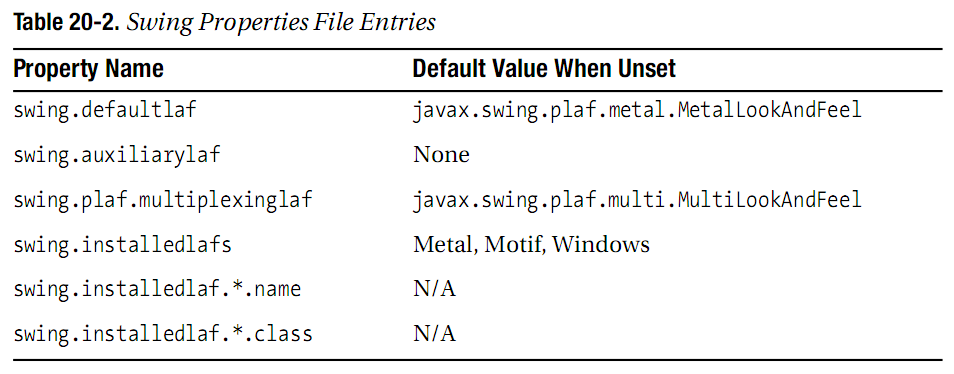 Table 20-2. Swing Properties File Entries
Property Name Default Value When Unset
swing.defaultlaf javax.swing.plaf.metal.MetalLookAndFeel
swing.auxiliarylaf None
swing.plaf.multiplexinglaf javax.swing.plaf.multi.MultiLookAndFeel
swing.installedlafs Metal, Motif, Windows
swing.installedlaf.*.name N/A
swing.installedlaf.*.class N/A